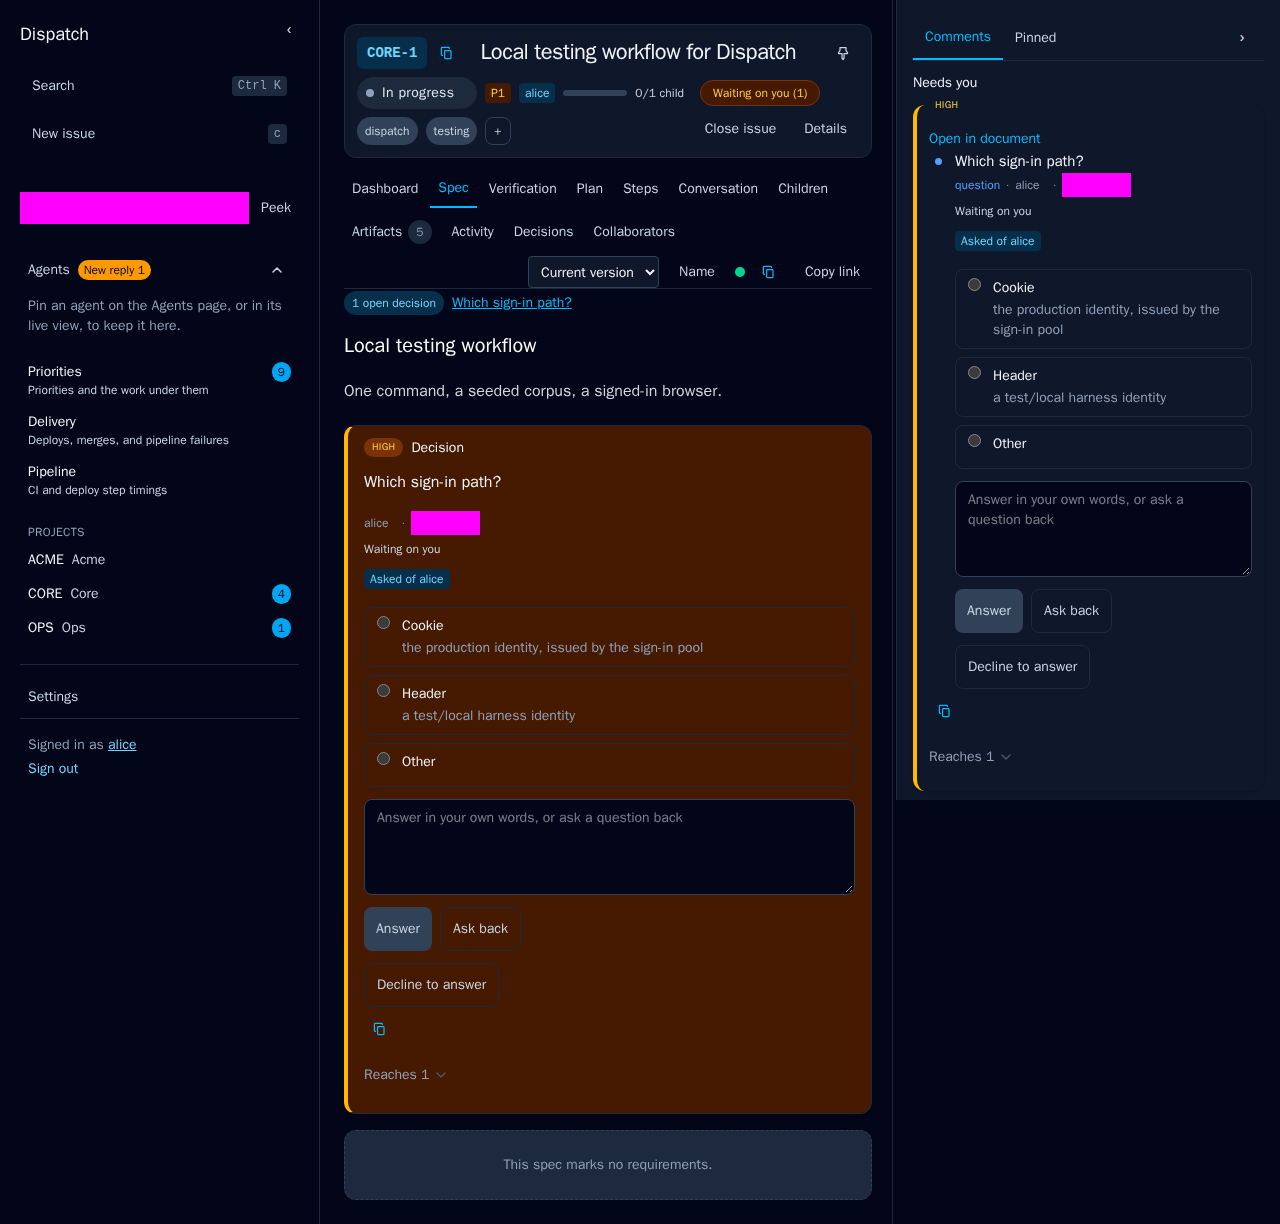 Dispatch
Search
Ctrl K
New issue
C
Peek
Agents
New reply 1
Pin an agent on the Agents page, or in its
live view, to keep it here.
Priorities
9
Priorities and the work under them
Delivery
Deploys, merges, and pipeline failures
Pipeline
CI and deploy step timings
PROJECTS
ACME Acme
CORE Core
4
OPS Ops
1
Settings
Signed in as alice
Sign out
CORE-1
Local testing workflow for Dispatch
In progress
P1
alice
0/1 child
Waiting on you (1)
dispatch
testing
+
Close issue
Details
Dashboard
Spec
Verification
Plan
Steps
Conversation
Children
Artifacts 5
Activity
Decisions
Collaborators
Current version
Name
Copy link
1 open decision
Which sign-in path?
Local testing workflow
One command, a seeded corpus, a signed-in browser.
HIGH
Decision
Which sign-in path?
alice ·
Waiting on you
Asked of alice
Cookie
the production identity, issued by the sign-in pool
Header
a test/local harness identity
Other
Answer in your own words, or ask a question back
Answer
Ask back
Decline to answer
Reaches 1
This spec marks no requirements.
Comments
Pinned
Needs you
HIGH
Open in document
Which sign-in path?
question · alice ·
Waiting on you
Asked of alice
Cookie
the production identity, issued by the
sign-in pool
Header
a test/local harness identity
Other
Answer in your own words, or ask a
question back
Answer
Ask back
Decline to answer
Reaches 1